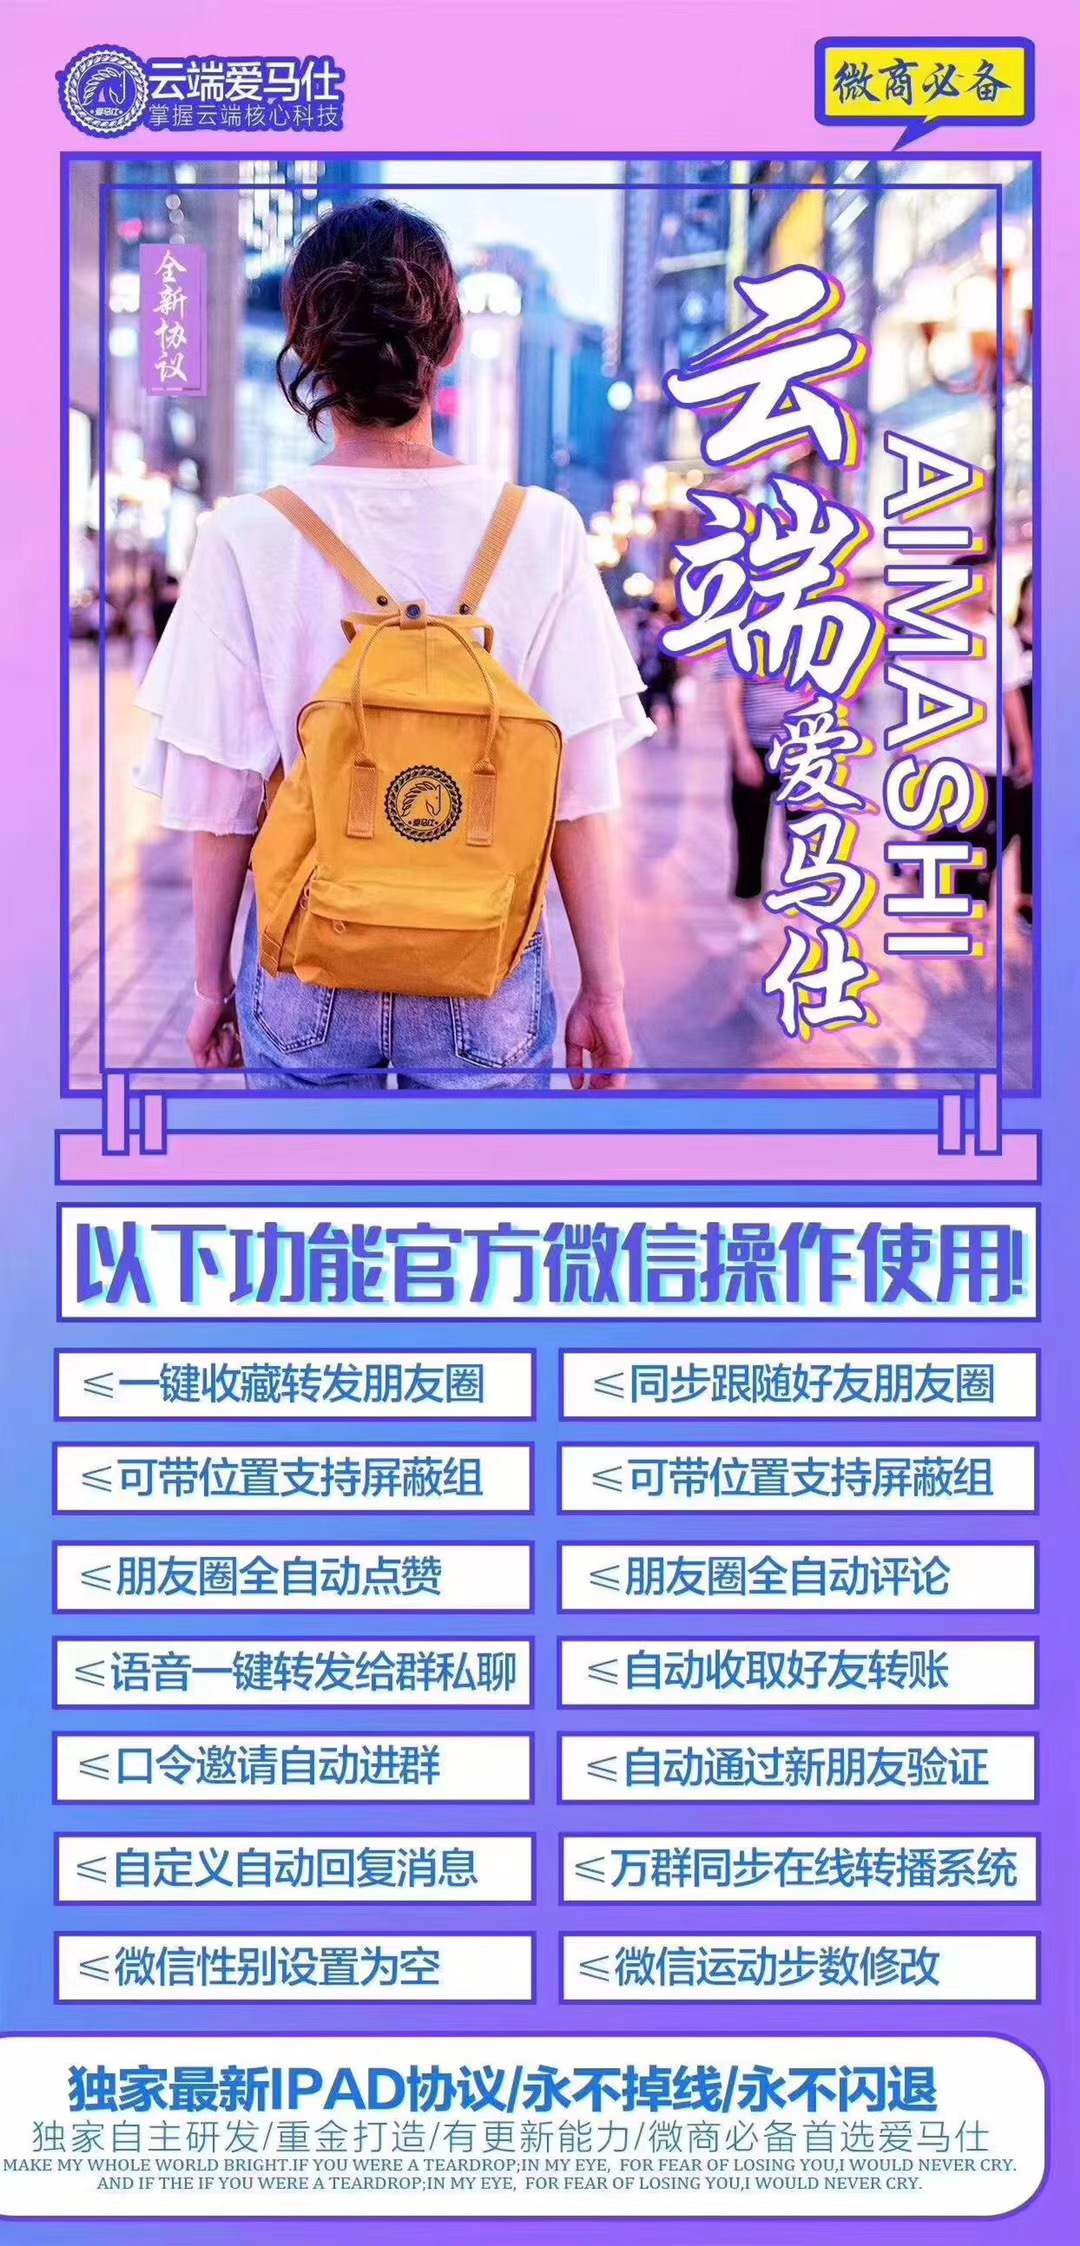 云端爱马仕
掌握云端核心科技
爱马仕
微商必备
全新协议
云端
爱马仕
AIMASHI
爱马仕
以下功能官方微信操作使用!
≤一键收藏转发朋友圈
≤同步跟随好友朋友圈
≤可带位置支持屏蔽组
≤可带位置支持屏蔽组
≤朋友圈全自动点赞
≤朋友圈全自动评论
≤语音一键转发给群私聊
≤自动收取好友转账
≤口令邀请自动进群
≤自动通过新朋友验证
≤自定义自动回复消息
≤万群同步在线转播系统
≤微信性别设置为空
≤微信运动步数修改
独家最新IPAD协议/永不掉线/永不闪退
独家自主研发/重金打造/有更新能力/微商必备首选爱马仕
MAKE MY WHOLE WORLD BRIGHT.IF YOU WERE A TEARDROP;IN MY EYE, FOR FEAR OF LOSING YOU,I WOULD NEVER CRY.
AND IF THE IF YOU WERE A TEARDROP;IN MY EYE, FOR FEAR OF LOSING YOU,I WOULD NEVER CRY.